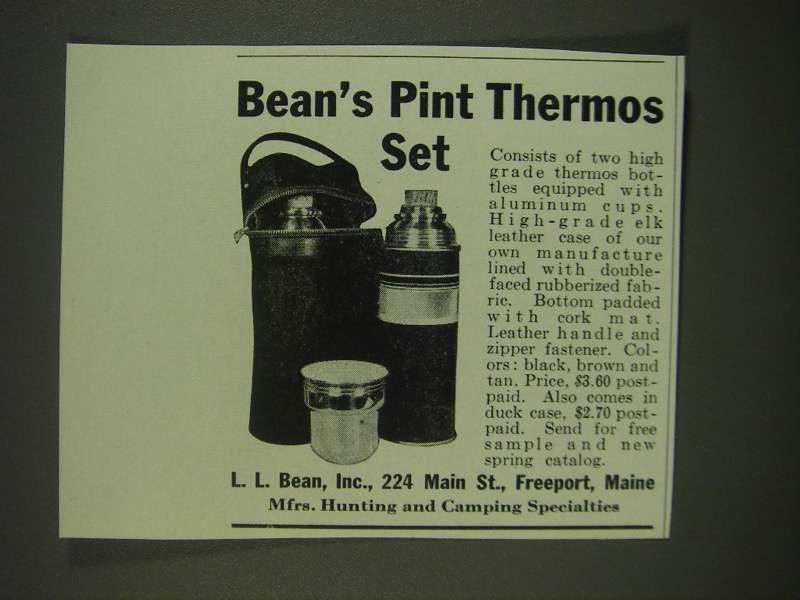 Bean's Pint Thermos
Set
Consists of two high
grade thermos bot-
tles equipped with
aluminum cups.
High-grade elk
leather case of our
own manufacture
lined with double-
faced rubberized fab-
ric. Bottom padded
with cork mat.
Leather handle and
zipper fastener. Col-
ors: black, brown and
tan. Price, $3.60 post-
paid. Also comes in
duck case, $2.70 post-
paid. Send for free
sample and new
spring catalog.
L. L. Bean, Inc., 224 Main St., Freeport, Maine
Mfrs. Hunting and Camping Specialties